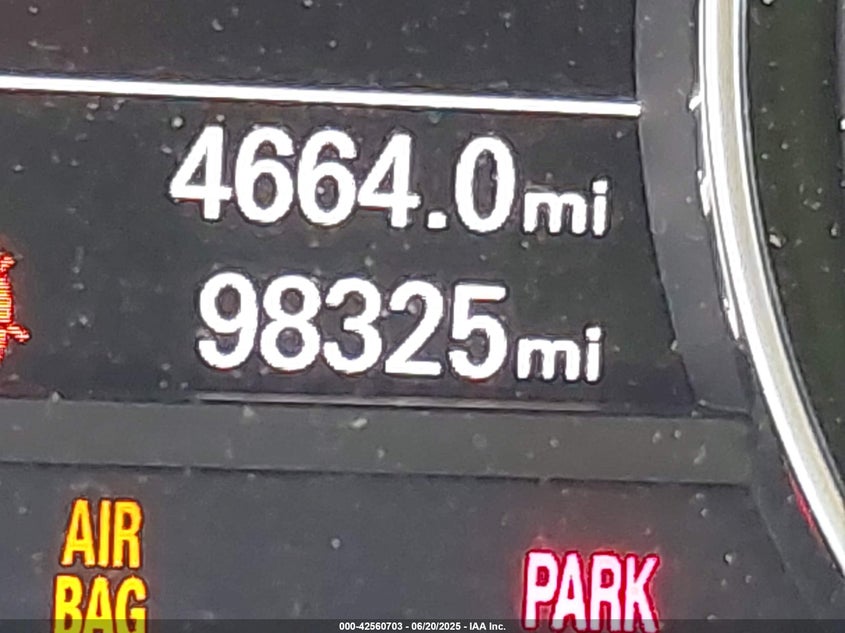 4664.0mi
98325mi
AIR
BAG
PARK
000-42560703 - 06/20/2025 - IAA Inc.